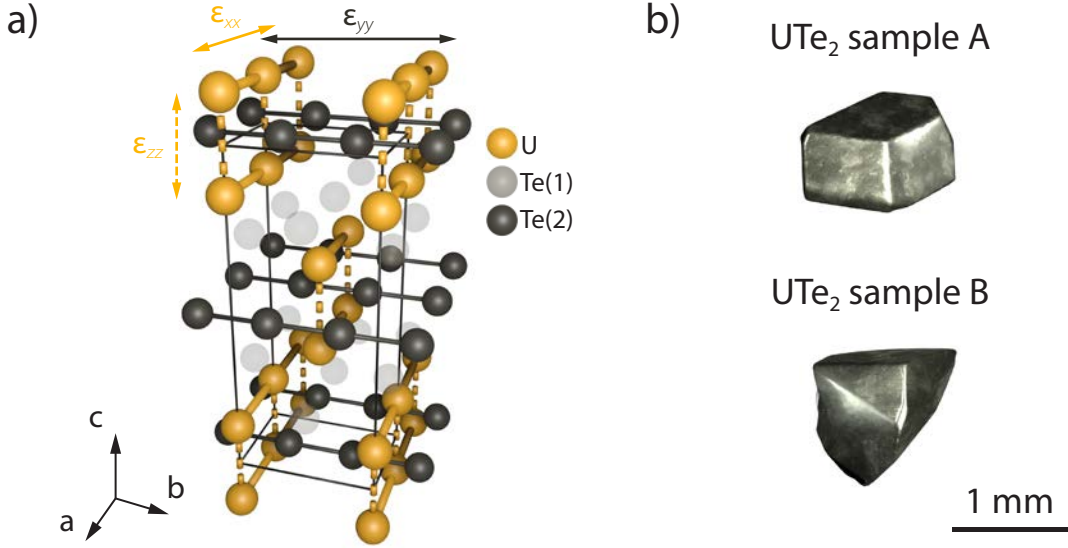 a)
εxx
εyy
εzz
U
Te(1)
Te(2)
c
b
a
b)
UTe₂ sample A
UTe₂ sample B
1 mm